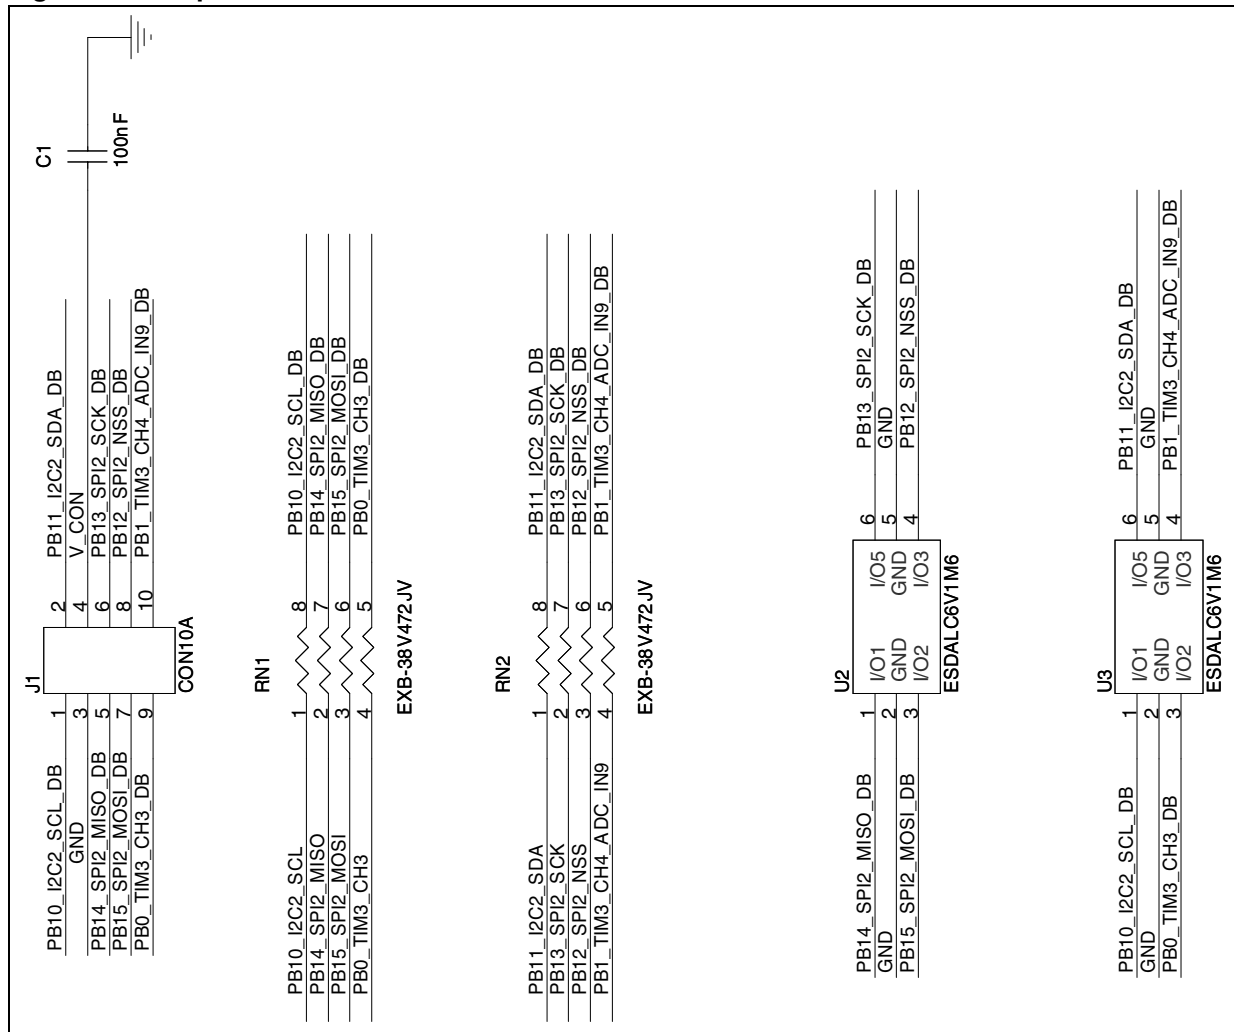 C1
100nF
J1
CON10A
PB10_I2C2_SCL_DB 1
GND 3
PB14_SPI2_MISO_DB 5
PB15_SPI2_MOSI_DB 7
PB0_TIM3_CH3_DB 9
2 PB11_I2C2_SDA_DB
4 V_CON
6 PB13_SPI2_SCK_DB
8 PB12_SPI2_NSS_DB
10 PB1_TIM3_CH4_ADC_IN9_DB
RN1
PB10_I2C2_SCL 1 8 PB10_I2C2_SCL_DB
PB14_SPI2_MISO 2 7 PB14_SPI2_MISO_DB
PB15_SPI2_MOSI 3 6 PB15_SPI2_MOSI_DB
PB0_TIM3_CH3 4 5 PB0_TIM3_CH3_DB
EXB-38V472JV
RN2
PB11_I2C2_SDA 1 8 PB11_I2C2_SDA_DB
PB13_SPI2_SCK 2 7 PB13_SPI2_SCK_DB
PB12_SPI2_NSS 3 6 PB12_SPI2_NSS_DB
PB1_TIM3_CH4_ADC_IN9 4 5 PB1_TIM3_CH4_ADC_IN9_DB
EXB-38V472JV
U2
PB14_SPI2_MISO_DB 1 I/O1 I/O5 6 PB13_SPI2_SCK_DB
GND 2 GND GND 5 GND
PB15_SPI2_MOSI_DB 3 I/O2 I/O3 4 PB12_SPI2_NSS_DB
ESDALC6V1M6
U3
PB10_I2C2_SCL_DB 1 I/O1 I/O5 6 PB11_I2C2_SDA_DB
GND 2 GND GND 5 GND
PB0_TIM3_CH3_DB 3 I/O2 I/O3 4 PB1_TIM3_CH4_ADC_IN9_DB
ESDALC6V1M6